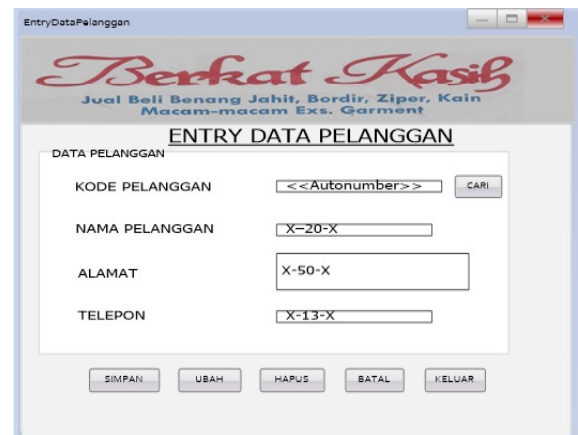 EntryDataPelanggan
Berkat Kasih
Jual Beli Benang Jahit, Bordir, Ziper, Kain
Macam-macam Exs. Garment
ENTRY DATA PELANGGAN
DATA PELANGGAN
KODE PELANGGAN <<Autonumber>> CARI
NAMA PELANGGAN X–20-X
ALAMAT X-50-X
TELEPON X-13-X
SIMPAN UBAH HAPUS BATAL KELUAR